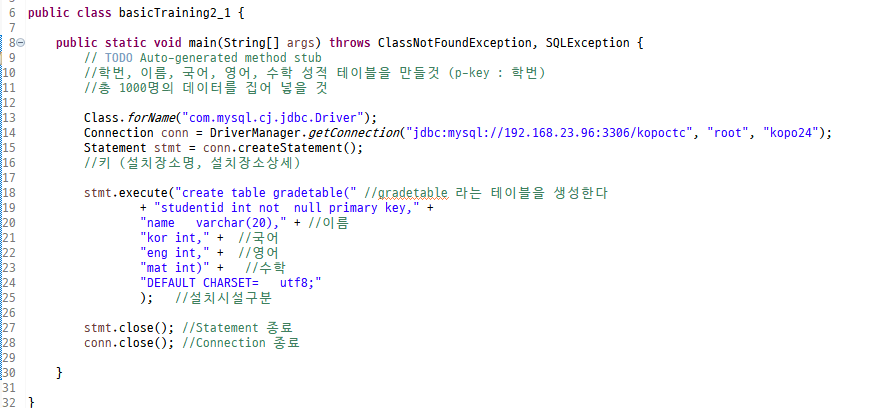 6 public class basicTraining2_1 {
7
8 public static void main(String[] args) throws ClassNotFoundException, SQLException {
9 // TODO Auto-generated method stub
10 //학번, 이름, 국어, 영어, 수학 성적 테이블을 만들것 (p-key : 학번)
11 //총 1000명의 데이터를 집어 넣을 것
12
13 Class.forName("com.mysql.cj.jdbc.Driver");
14 Connection conn = DriverManager.getConnection("jdbc:mysql://192.168.23.96:3306/kopoctc", "root", "kopo24");
15 Statement stmt = conn.createStatement();
16 //키 (설치장소명, 설치장소상세)
17
18 stmt.execute("create table gradetable(" //gradetable 라는 테이블을 생성한다
19 + "studentid int not  null primary key," +
20 "name   varchar(20)," + //이름
21 "kor int," +  //국어
22 "eng int," +  //영어
23 "mat int)" +   //수학
24 "DEFAULT CHARSET=   utf8;"
25 );   //설치시설구분
26
27 stmt.close(); //Statement 종료
28 conn.close(); //Connection 종료
29
30 }
31
32 }